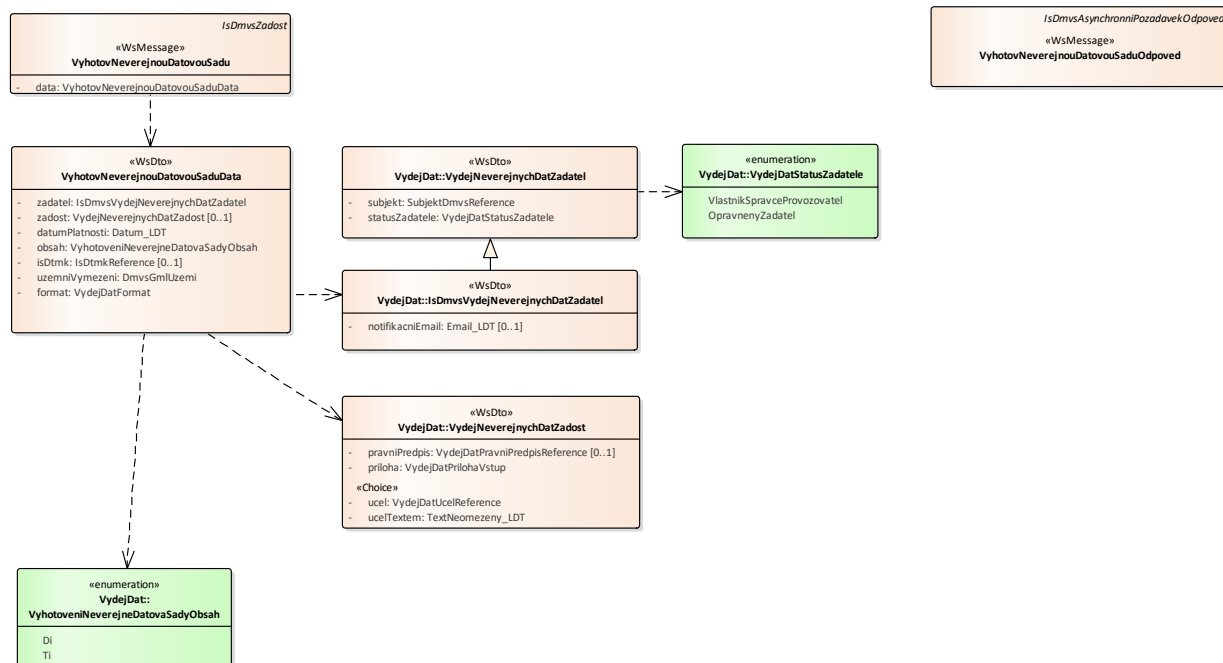 IsDmvsZadost
«WsMessage»
VyhotovNeverejnouDatovouSadu
- data: VyhotovNeverejnouDatovouSaduData
IsDmvsAsynchronniPozadavekOdpoved
«WsMessage»
VyhotovNeverejnouDatovouSaduOdpoved
«WsDto»
VyhotovNeverejnouDatovouSaduData
- zadatel: IsDmvsVydejNeverejnychDatZadatel
- zadost: VydejNeverejnychDatZadost [0..1]
- datumPlatnosti: Datum_LDT
- obsah: VyhotoveniNeverejneDatovaSadyObsah
- isDtmk: IsDtmkReference [0..1]
- uzemniVymezeni: DmvsGmlUzemi
- format: VydejDatFormat
«WsDto»
VydejDat::VydejNeverejnychDatZadatel
- subjekt: SubjektDmvsReference
- statusZadatele: VydejDatStatusZadatele
«enumeration»
VydejDat::VydejDatStatusZadatele
VlastnikSpravceProvozovatel
OpravnenyZadatel
«WsDto»
VydejDat::IsDmvsVydejNeverejnychDatZadatel
- notifikacniEmail: Email_LDT [0..1]
«WsDto»
VydejDat::VydejNeverejnychDatZadost
- pravniPredpis: VydejDatPravniPredpisReference [0..1]
- priloha: VydejDatPrilohaVstup
«Choice»
- ucel: VydejDatUcelReference
- ucelTextem: TextNeomezeny_LDT
«enumeration»
VydejDat::
VyhotoveniNeverejneDatovaSadyObsah
Di
Ti